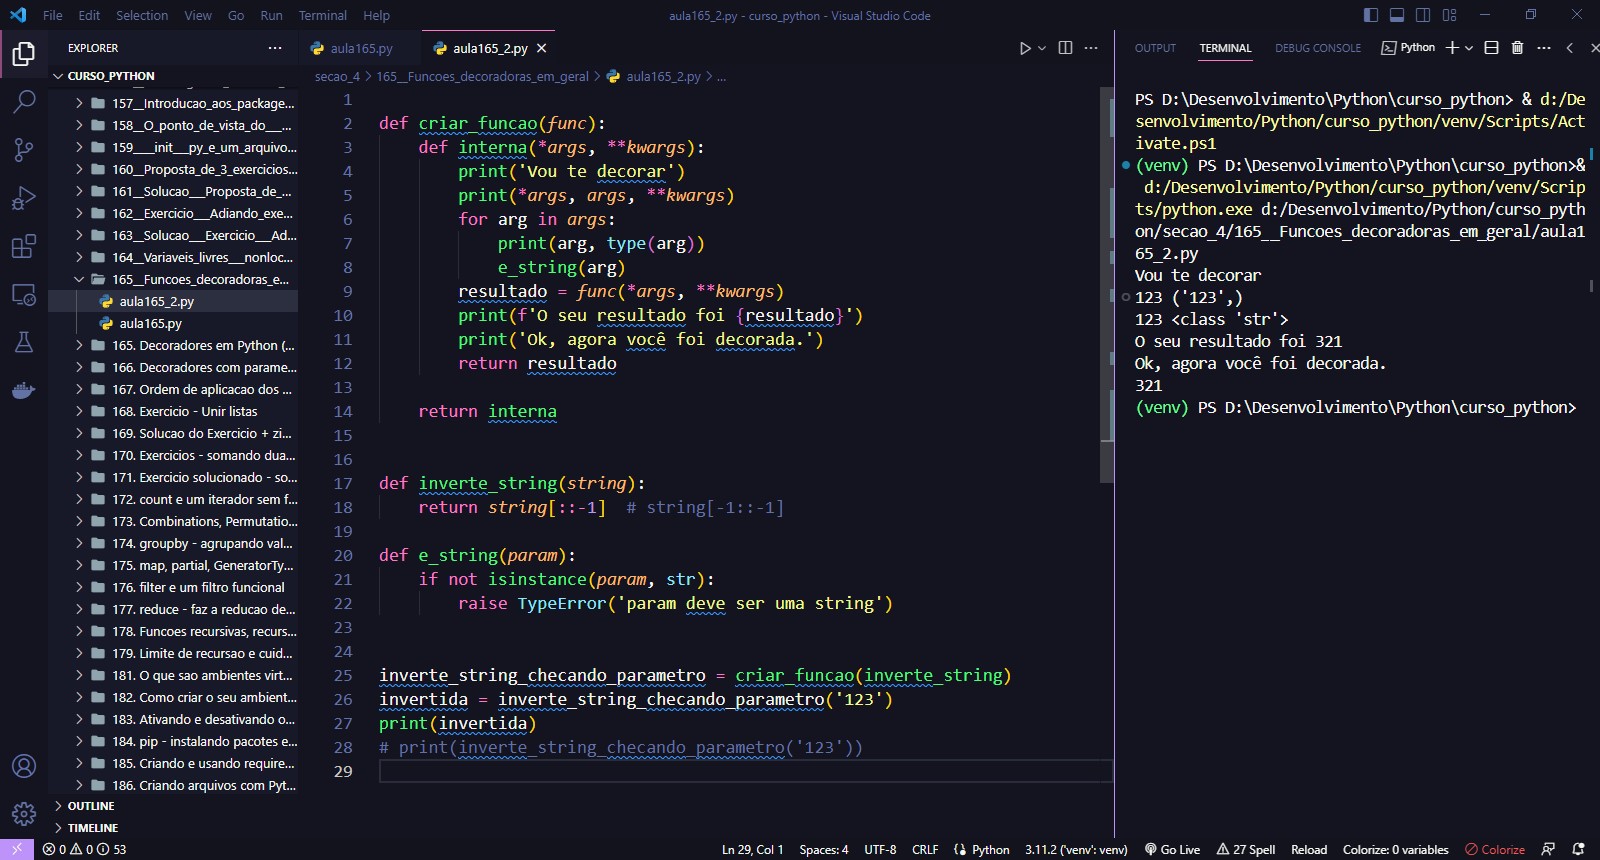 File Edit Selection View Go Run Terminal Help
aula165_2.py - curso_python - Visual Studio Code
EXPLORER
CURSO_PYTHON
157__Introducao_aos_package...
158__O_ponto_de_vista_do___...
159___init___py_e_um_arquivo...
160__Proposta_de_3_exercicios...
161__Solucao___Proposta_de_...
162__Exercicio___Adiando_exe...
163__Solucao___Exercicio___Ad...
164__Variaveis_livres___nonloc...
165__Funcoes_decoradoras_e...
aula165_2.py
aula165.py
165. Decoradores em Python (...
166. Decoradores com parame...
167. Ordem de aplicacao dos ...
168. Exercicio - Unir listas
169. Solucao do Exercicio + zi...
170. Exercicios - somando dua...
171. Exercicio solucionado - so...
172. count e um iterador sem f...
173. Combinations, Permutatio...
174. groupby - agrupando val...
175. map, partial, GeneratorTy...
176. filter e um filtro funcional
177. reduce - faz a reducao de...
178. Funcoes recursivas, recurs...
179. Limite de recursao e cuid...
181. O que sao ambientes virt...
182. Como criar o seu ambient...
183. Ativando e desativando o...
184. pip - instalando pacotes e...
185. Criando e usando require...
186. Criando arquivos com Pyt...
OUTLINE
TIMELINE
aula165.py
aula165_2.py
secao_4 > 165__Funcoes_decoradoras_em_geral > aula165_2.py > ...
1
2 def criar_funcao(func):
3 def interna(*args, **kwargs):
4 print('Vou te decorar')
5 print(*args, args, **kwargs)
6 for arg in args:
7 print(arg, type(arg))
8 e_string(arg)
9 resultado = func(*args, **kwargs)
10 print(f'O seu resultado foi {resultado}')
11 print('Ok, agora você foi decorada.')
12 return resultado
13
14 return interna
15
16
17 def inverte_string(string):
18 return string[::-1] # string[-1::-1]
19
20 def e_string(param):
21 if not isinstance(param, str):
22 raise TypeError('param deve ser uma string')
23
24
25 inverte_string_checando_parametro = criar_funcao(inverte_string)
26 invertida = inverte_string_checando_parametro('123')
27 print(invertida)
28 # print(inverte_string_checando_parametro('123'))
29
OUTPUT TERMINAL DEBUG CONSOLE Python
PS D:\Desenvolvimento\Python\curso_python> & d:/De
senvolvimento/Python/curso_python/venv/Scripts/Act
ivate.ps1
(venv) PS D:\Desenvolvimento\Python\curso_python>&
d:/Desenvolvimento/Python/curso_python/venv/Scrip
ts/python.exe d:/Desenvolvimento/Python/curso_pyth
on/secao_4/165__Funcoes_decoradoras_em_geral/aula1
65_2.py
Vou te decorar
123 ('123',)
123 <class 'str'>
O seu resultado foi 321
Ok, agora você foi decorada.
321
(venv) PS D:\Desenvolvimento\Python\curso_python>
0 0 53
Ln 29, Col 1 Spaces: 4 UTF-8 CRLF Python 3.11.2 ('venv': venv) Go Live 27 Spell Reload Colorize: 0 variables Colorize